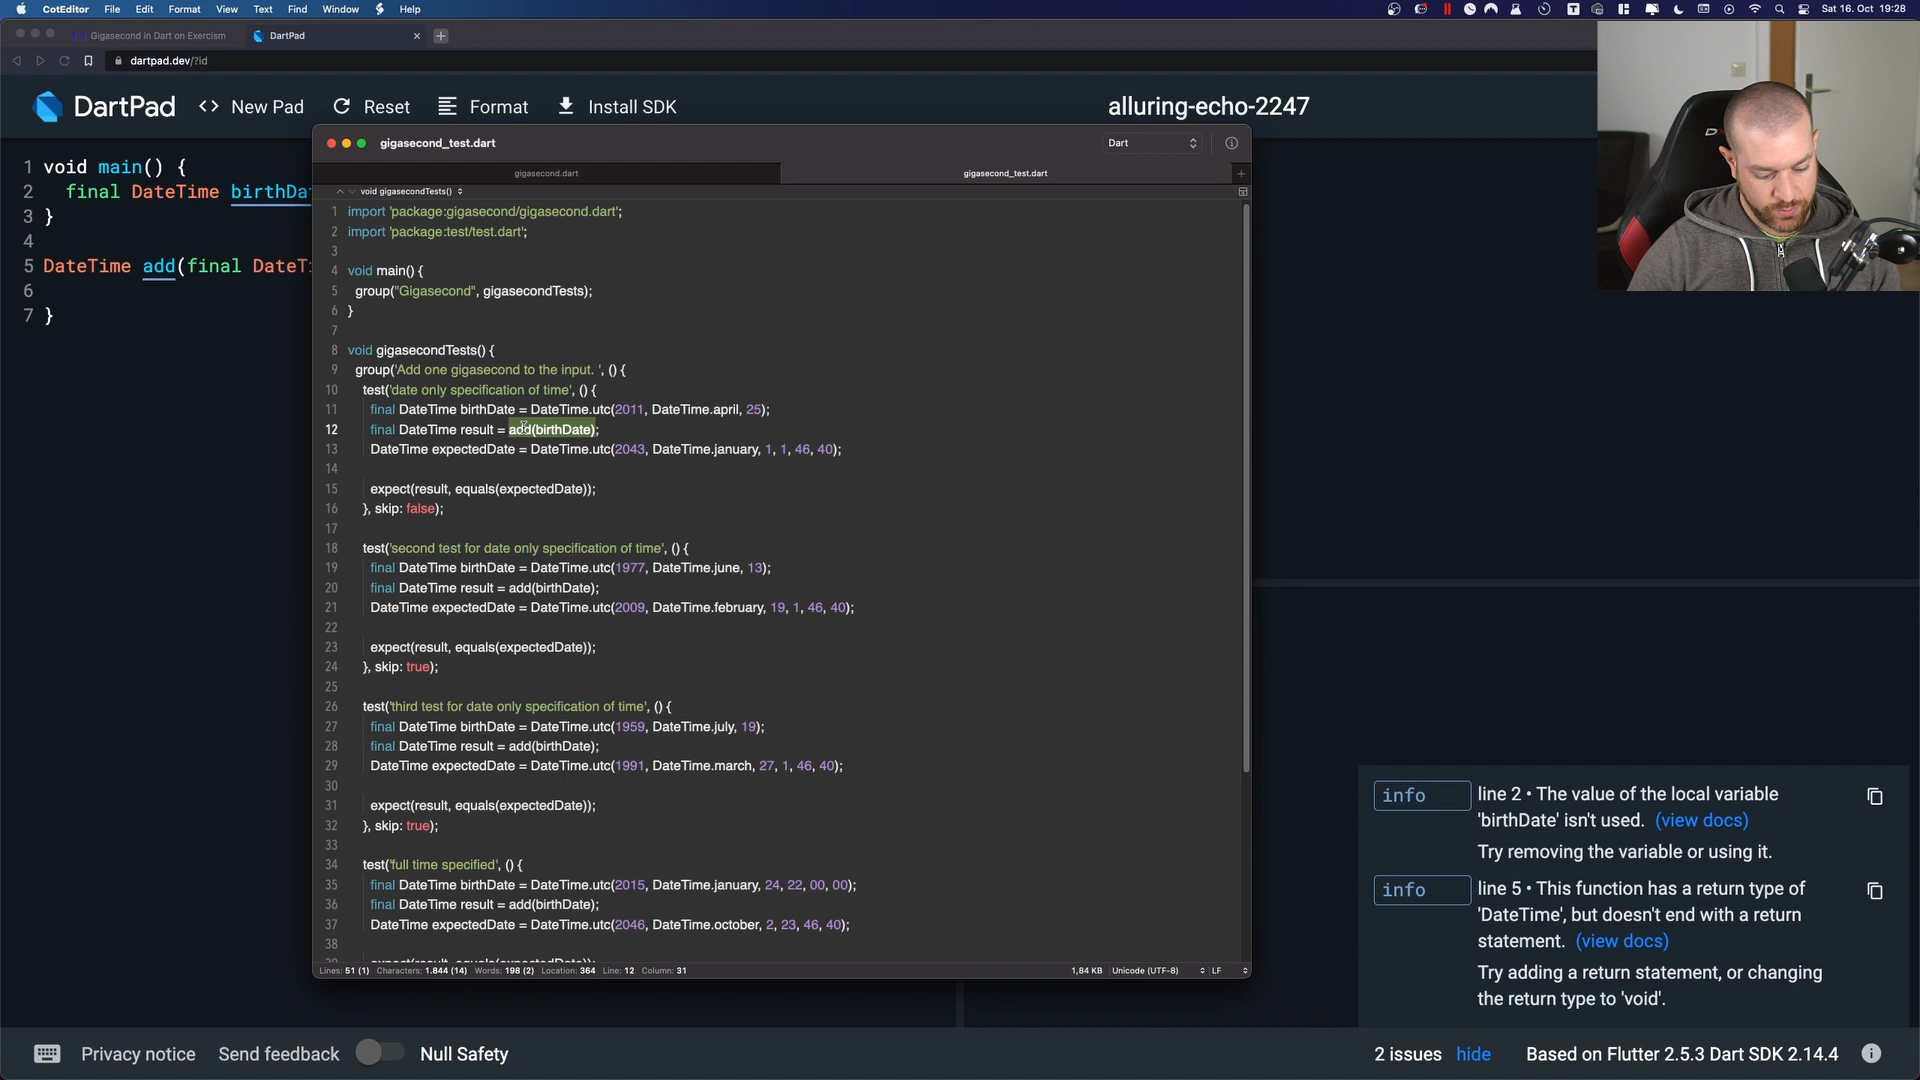 CotEditor File Edit Format View Text Find Window Help
Sat 16. Oct 19:28
Gigasecond in Dart on Exercism
DartPad
dartpad.dev/?id
DartPad
<> New Pad
Reset
Format
Install SDK
alluring-echo-2247
1 void main() {
2 final DateTime birthDa
3 }
4
5 DateTime add(final DateT
6
7 }
gigasecond_test.dart
Dart
gigasecond.dart
gigasecond_test.dart
void gigasecondTests()
1 import 'package:gigasecond/gigasecond.dart';
2 import 'package:test/test.dart';
3
4 void main() {
5 group("Gigasecond", gigasecondTests);
6 }
7
8 void gigasecondTests() {
9 group('Add one gigasecond to the input. ', () {
10 test('date only specification of time', () {
11 final DateTime birthDate = DateTime.utc(2011, DateTime.april, 25);
12 final DateTime result = add(birthDate);
13 DateTime expectedDate = DateTime.utc(2043, DateTime.january, 1, 1, 46, 40);
14
15 expect(result, equals(expectedDate));
16 }, skip: false);
17
18 test('second test for date only specification of time', () {
19 final DateTime birthDate = DateTime.utc(1977, DateTime.june, 13);
20 final DateTime result = add(birthDate);
21 DateTime expectedDate = DateTime.utc(2009, DateTime.february, 19, 1, 46, 40);
22
23 expect(result, equals(expectedDate));
24 }, skip: true);
25
26 test('third test for date only specification of time', () {
27 final DateTime birthDate = DateTime.utc(1959, DateTime.july, 19);
28 final DateTime result = add(birthDate);
29 DateTime expectedDate = DateTime.utc(1991, DateTime.march, 27, 1, 46, 40);
30
31 expect(result, equals(expectedDate));
32 }, skip: true);
33
34 test('full time specified', () {
35 final DateTime birthDate = DateTime.utc(2015, DateTime.january, 24, 22, 00, 00);
36 final DateTime result = add(birthDate);
37 DateTime expectedDate = DateTime.utc(2046, DateTime.october, 2, 23, 46, 40);
38
Lines: 51 (1) Characters: 1.844 (14) Words: 198 (2) Location: 364 Line: 12 Column: 31
1,84 KB Unicode (UTF-8) LF
info line 2 • The value of the local variable
'birthDate' isn't used. (view docs)
Try removing the variable or using it.
info line 5 • This function has a return type of
'DateTime', but doesn't end with a return
statement. (view docs)
Try adding a return statement, or changing
the return type to 'void'.
Privacy notice Send feedback Null Safety
2 issues hide Based on Flutter 2.5.3 Dart SDK 2.14.4